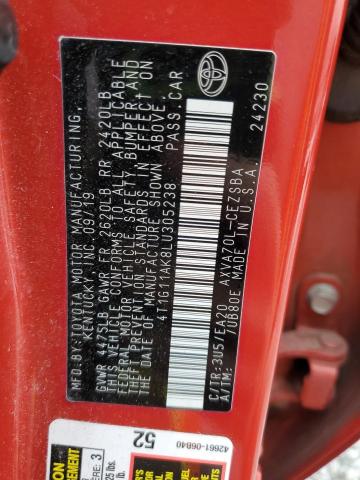 MFD.BY:TOYOTA MOTOR MANUFACTURING,
KENTUCKY,INC. 09/19
GVWR 4475LB GAWR FR 2620LB RR 2420LB
THIS VEHICLE CONFORMS TO ALL APPLICABLE
FEDERAL MOTOR VEHICLE SAFETY, BUMPER, AND
THEFT PREVENTION STANDARDS IN EFFECT ON
THE DATE OF MANUFACTURE SHOWN ABOVE.
4T1G11AK8LU305238 PASS.CAR
C/TR:3U5/EA20 AXVA70L-CEZSBA
A/TM: /UB80E MADE IN U.S.A.
24230
52
42661-06B40